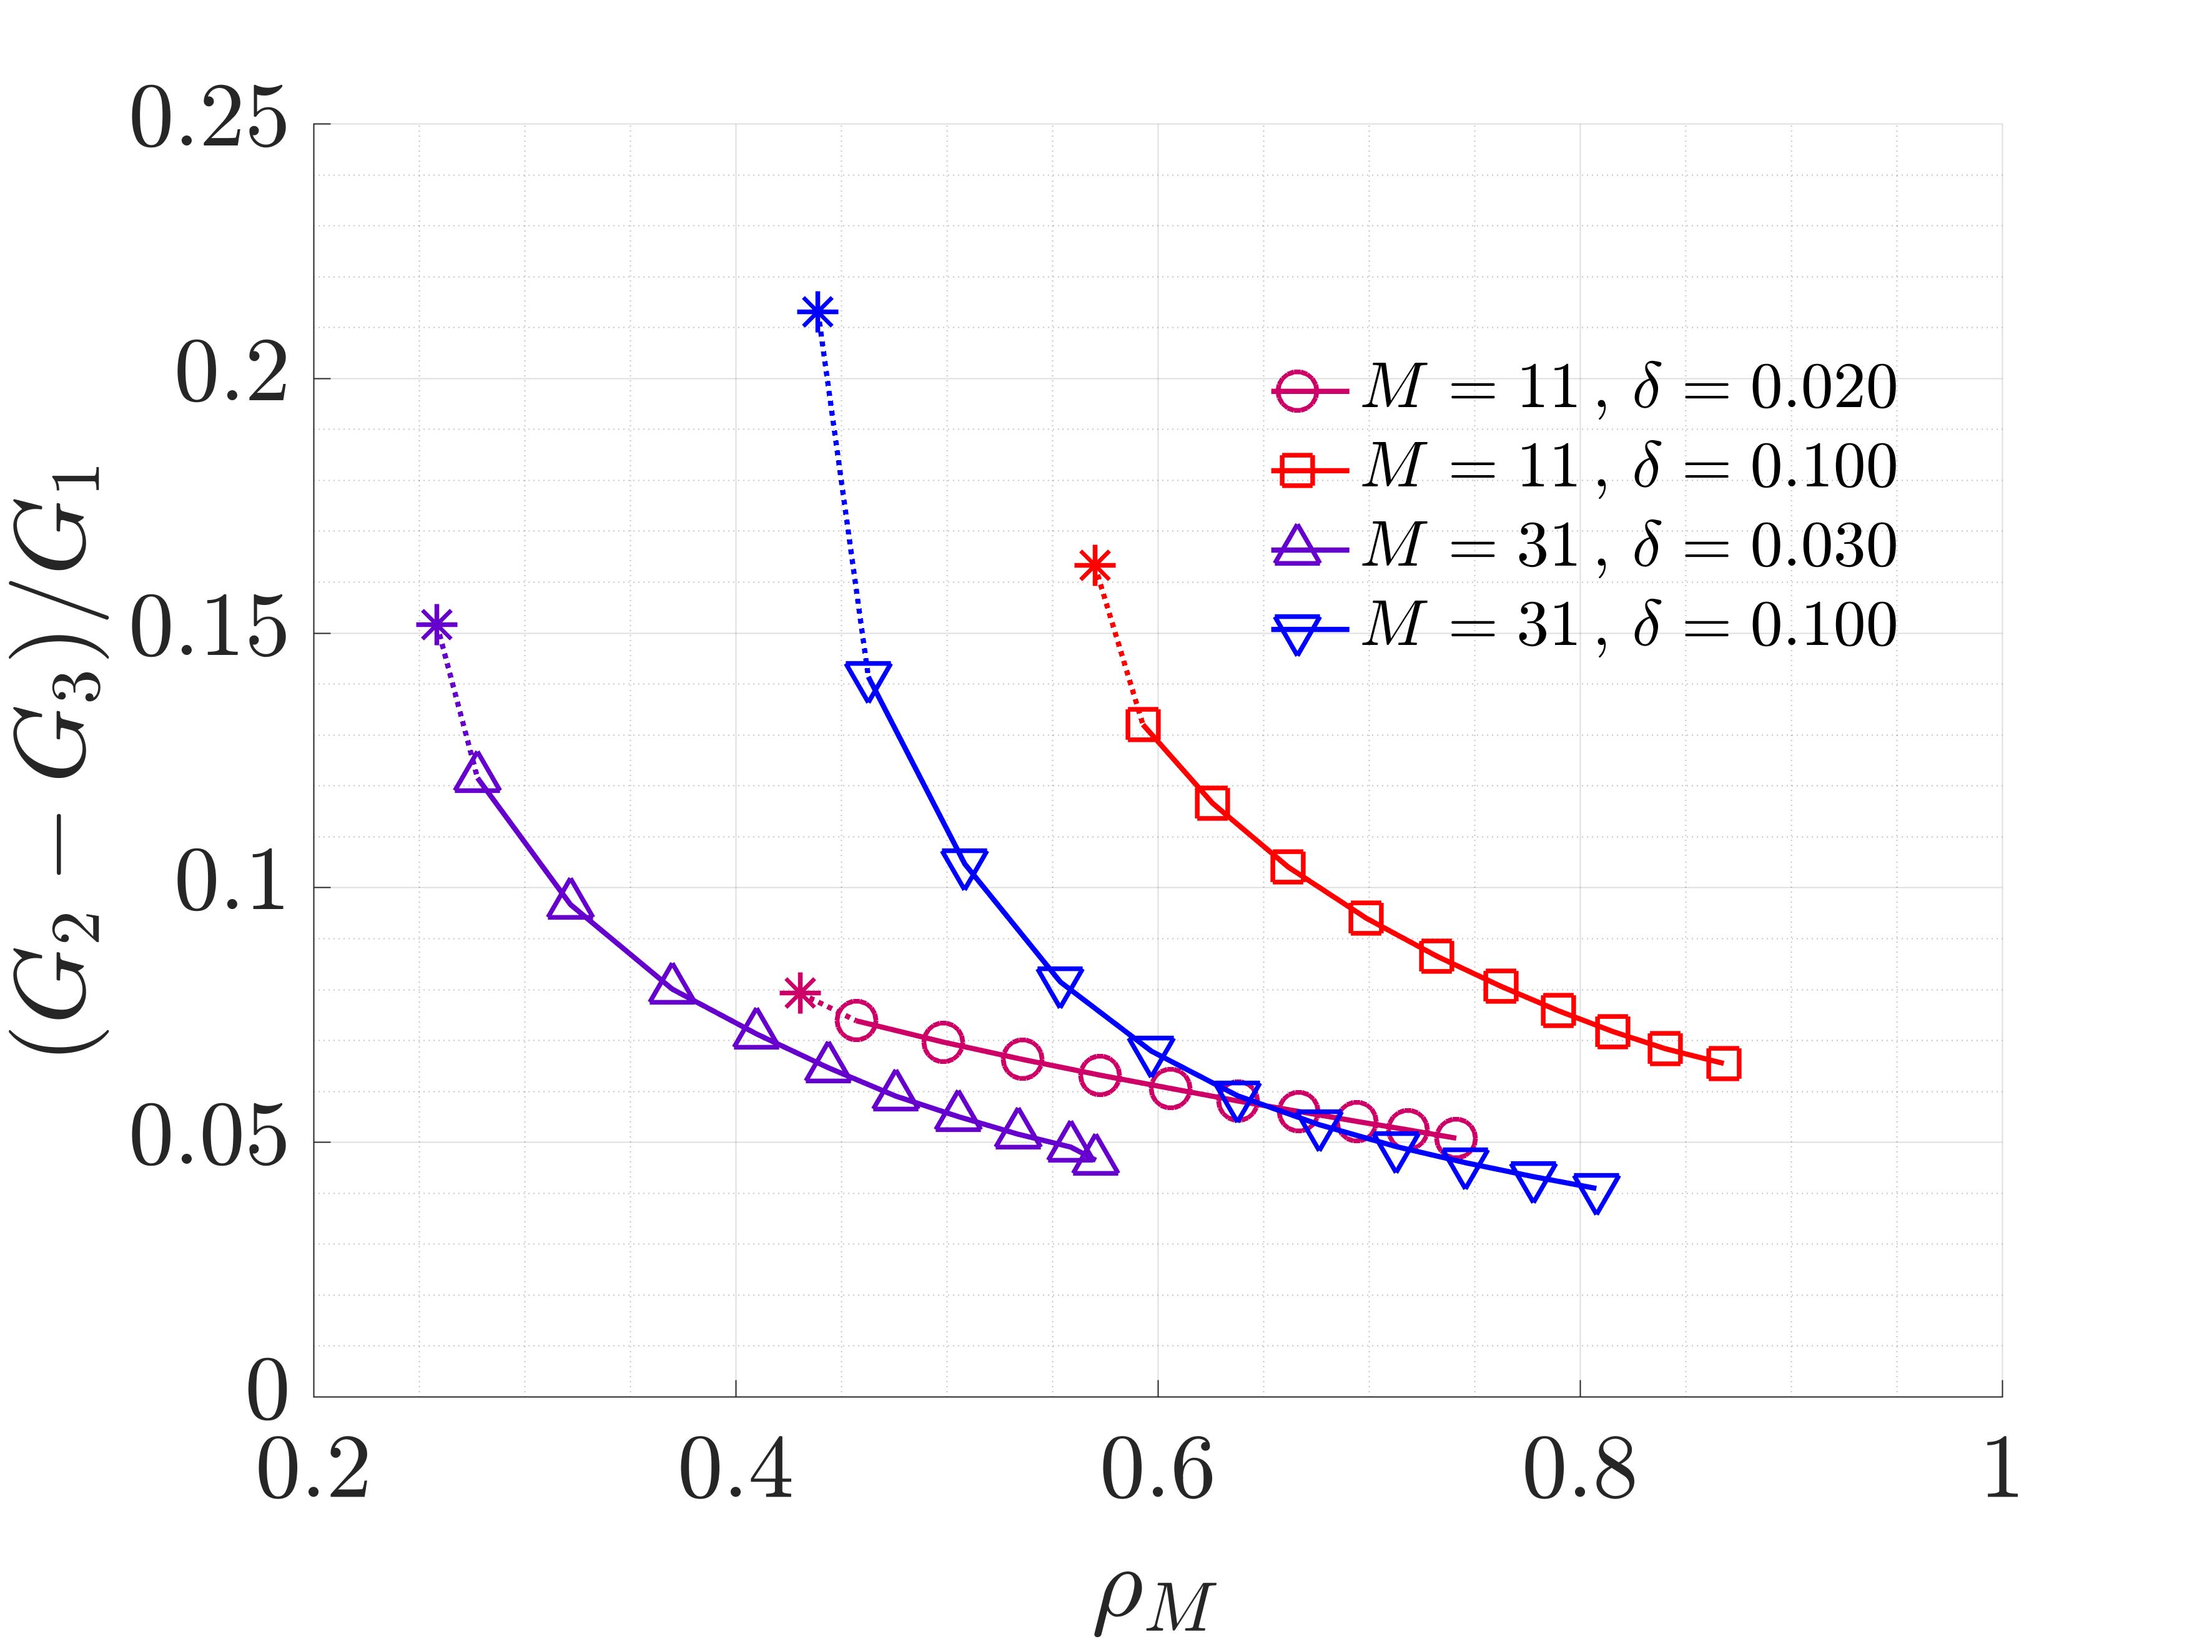 (G₂ − G₃)/G₁
0.25
0.2
0.15
0.1
0.05
0
0.2 0.4 0.6 0.8 1
ρ_M
M = 11 , δ = 0.020
M = 11 , δ = 0.100
M = 31 , δ = 0.030
M = 31 , δ = 0.100